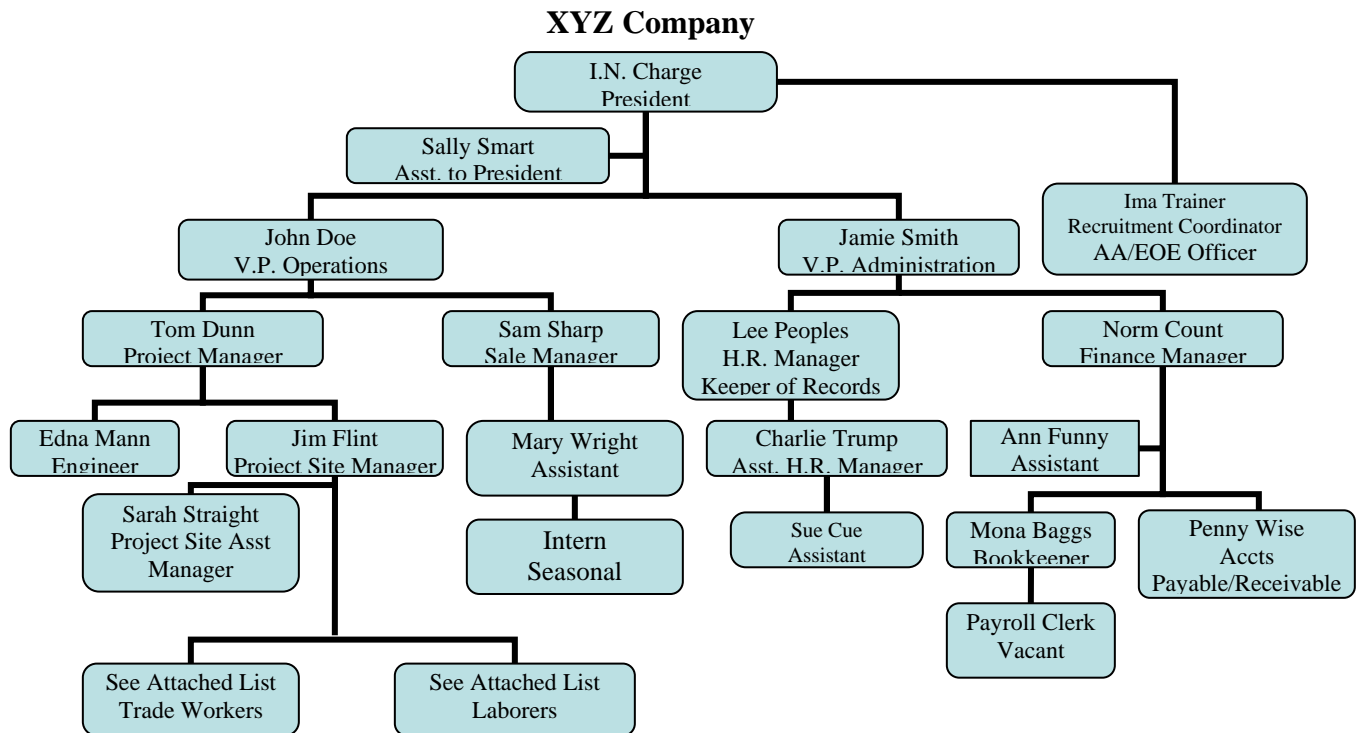 XYZ Company
I.N. Charge
President
Sally Smart
Asst. to President
Ima Trainer
Recruitment Coordinator
AA/EOE Officer
John Doe
V.P. Operations
Jamie Smith
V.P. Administration
Tom Dunn
Project Manager
Sam Sharp
Sale Manager
Lee Peoples
H.R. Manager
Keeper of Records
Norm Count
Finance Manager
Edna Mann
Engineer
Jim Flint
Project Site Manager
Mary Wright
Assistant
Charlie Trump
Asst. H.R. Manager
Ann Funny
Assistant
Sarah Straight
Project Site Asst
Manager
Intern
Seasonal
Sue Cue
Assistant
Mona Baggs
Bookkeeper
Penny Wise
Accts
Payable/Receivable
Payroll Clerk
Vacant
See Attached List
Trade Workers
See Attached List
Laborers